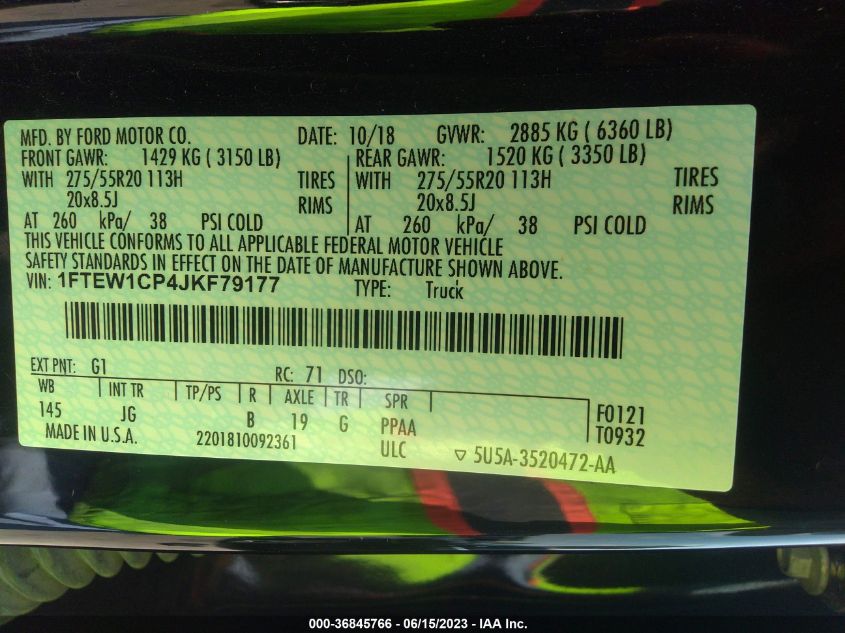 MFD. BY FORD MOTOR CO. DATE: 10/18 GVWR: 2885 KG ( 6360 LB)
FRONT GAWR: 1429 KG ( 3150 LB) REAR GAWR: 1520 KG ( 3350 LB)
WITH 275/55R20 113H TIRES WITH 275/55R20 113H TIRES
20x8.5J RIMS 20x8.5J RIMS
AT 260 kPa/ 38 PSI COLD AT 260 kPa/ 38 PSI COLD
THIS VEHICLE CONFORMS TO ALL APPLICABLE FEDERAL MOTOR VEHICLE
SAFETY STANDARDS IN EFFECT ON THE DATE OF MANUFACTURE SHOWN ABOVE.
VIN: 1FTEW1CP4JKF79177 TYPE: Truck
EXT PNT: G1 RC: 71 DSO:
WB INT TR TP/PS R AXLE TR SPR
145 JG B 19 G PPAA F0121
MADE IN U.S.A. 2201810092361 ULC T0932
▽ 5U5A-3520472-AA
000-36845766 - 06/15/2023 - IAA Inc.